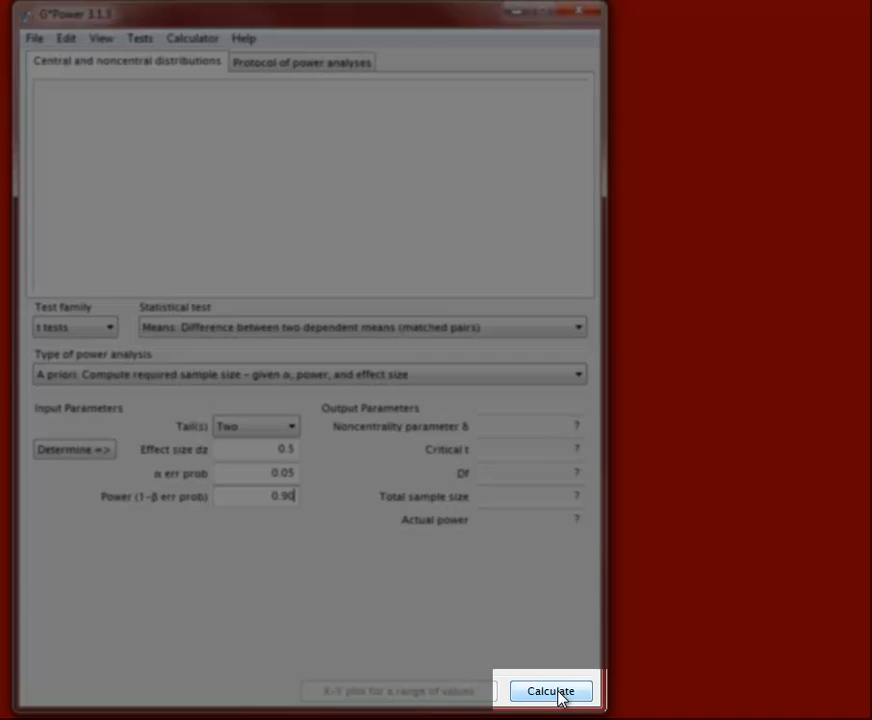 G*Power 3.1.3
File Edit View Tests Calculator Help
Central and noncentral distributions Protocol of power analyses
Test family Statistical test
t tests Means: Difference between two dependent means (matched pairs)
Type of power analysis
A priori: Compute required sample size – given α, power, and effect size
Input Parameters Output Parameters
Tail(s) Two Noncentrality parameter δ ?
Determine => Effect size dz 0.5 Critical t ?
α err prob 0.05 Df ?
Power (1-β err prob) 0.90 Total sample size ?
Actual power ?
X-Y plot for a range of values Calculate